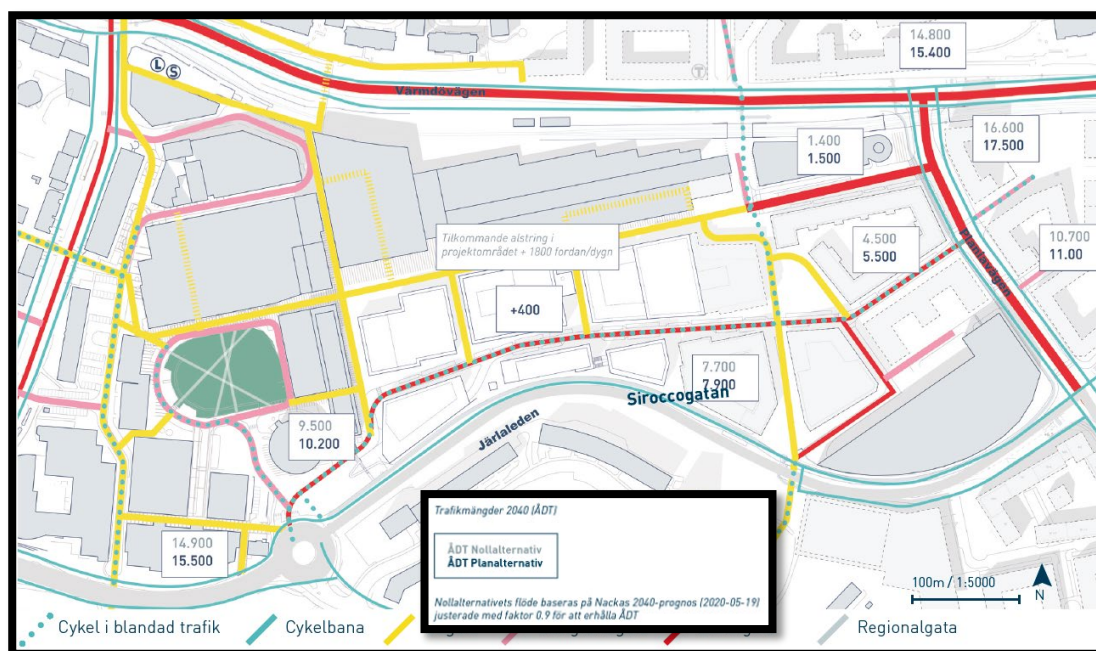 14.800
15.400
L S
T
Värmdövägen
16.600
17.500
1.400
1.500
Tillkommande alstring i
projektområdet + 1800 fordan/dygn
4.500
5.500
10.700
11.00
Planiavägen
+400
7.700
7.900
Siroccogatan
9.500
10.200
Järlaleden
14.900
15.500
Trafikmängder 2040 (ÅDT)
ÅDT Nollalternativ
ÅDT Planalternativ
Nollalternativets flöde baseras på Nackas 2040-prognos (2020-05-19)
justerade med faktor 0.9 för att erhålla ÅDT
100m / 1:5000
N
Cykel i blandad trafik
Cykelbana
Regionalgata